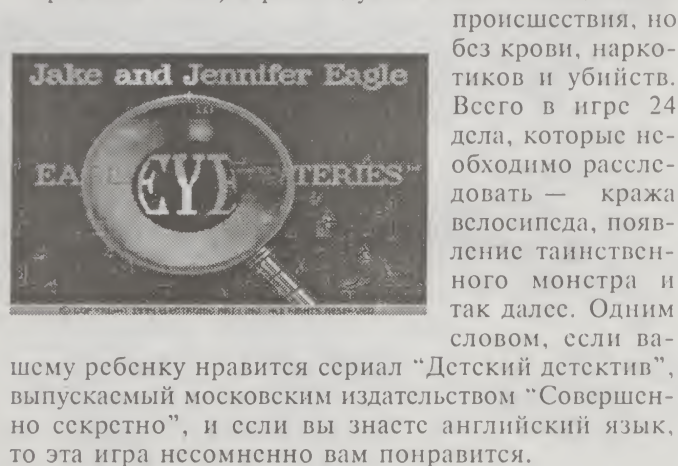 происшествия, но
без крови, нарко-
тиков и убийств.
Всего в игре 24
дела, которые не-
обходимо рассле-
довать — кража
велосипеда, появ-
ление таинствен-
ного монстра и
так далее. Одним
словом, если ва-
Jake and Jennifer Eagle
EA EYE TERIES
шему ребенку нравится сериал “Детский детектив”,
выпускаемый московским издательством “Совершен-
но секретно”, и если вы знаете английский язык,
то эта игра несомненно вам понравится.